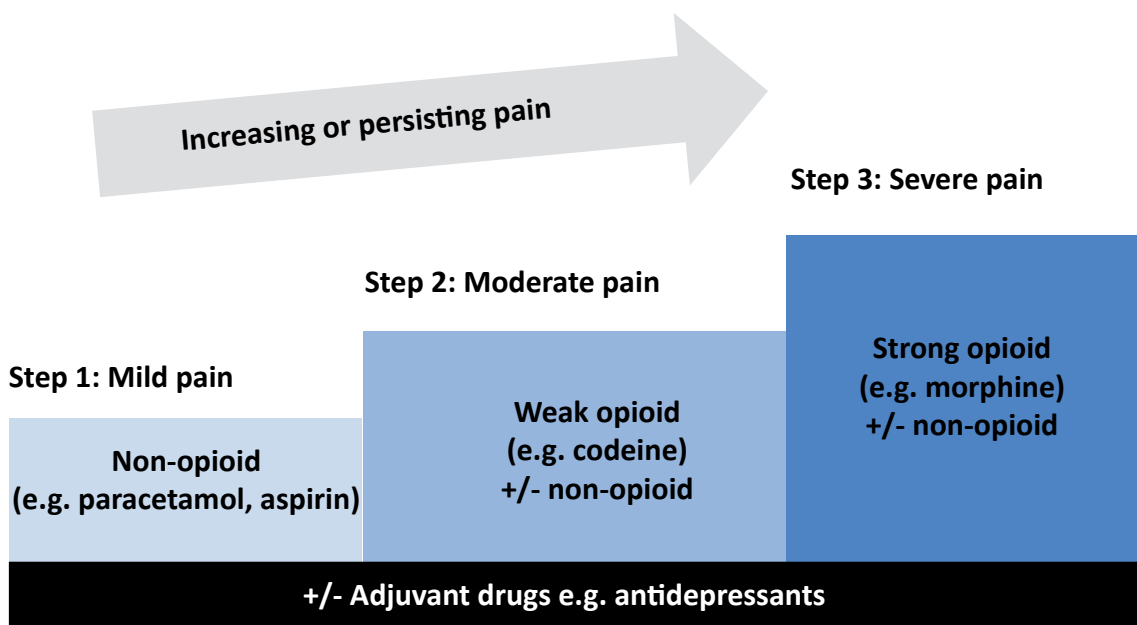 Increasing or persisting pain
Step 3: Severe pain
Step 2: Moderate pain
Step 1: Mild pain
Strong opioid
(e.g. morphine)
+/- non-opioid
Weak opioid
(e.g. codeine)
+/- non-opioid
Non-opioid
(e.g. paracetamol, aspirin)
+/- Adjuvant drugs e.g. antidepressants